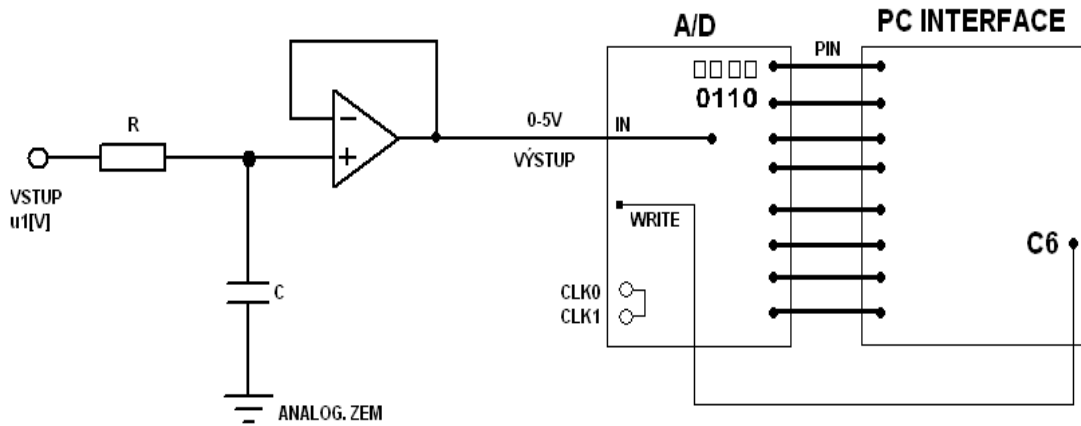 A/D
PC INTERFACE
PIN
0110
R
0-5V
IN
VÝSTUP
VSTUP
u1[V]
WRITE
C6
C
CLK0
CLK1
ANALOG. ZEM